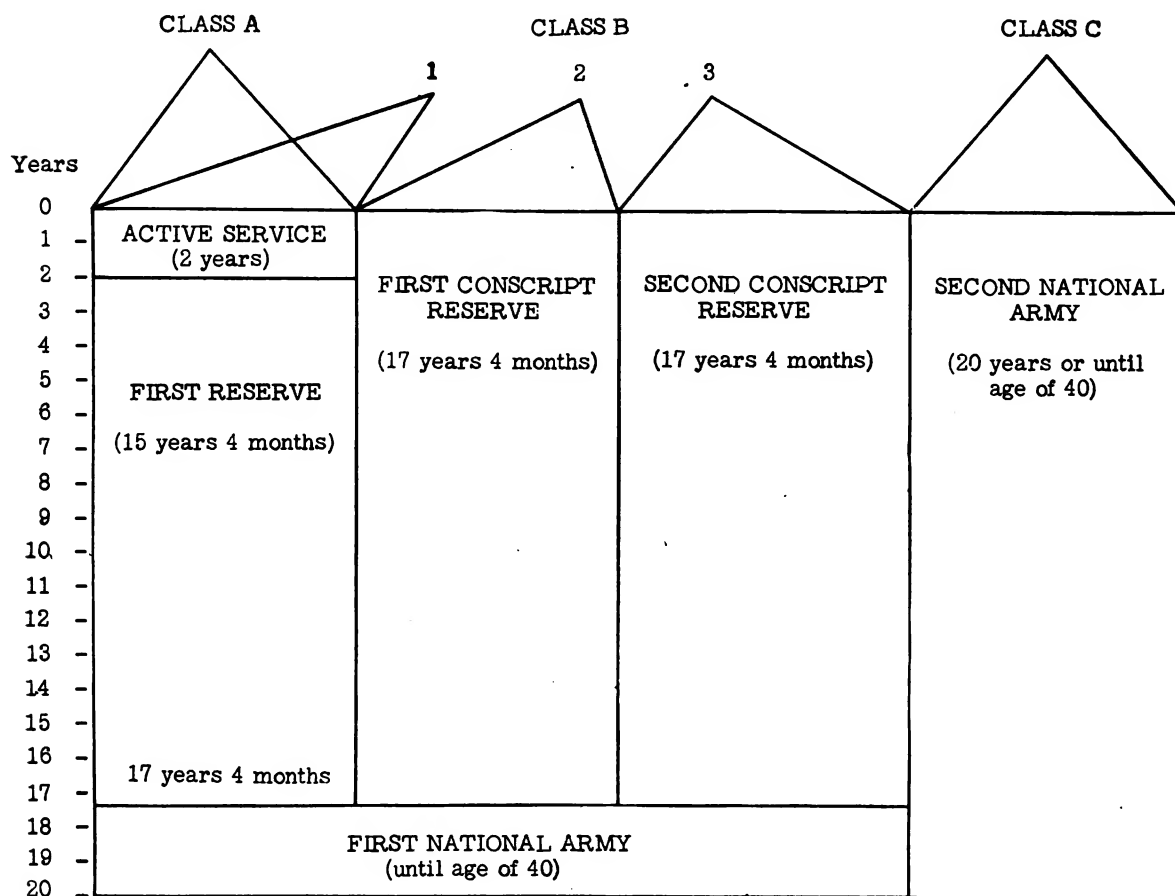 CLASS A
CLASS B
CLASS C
1
2
3
Years
0
1
2
3
4
5
6
7
8
9
10
11
12
13
14
15
16
17
18
19
20
ACTIVE SERVICE
(2 years)
FIRST RESERVE
(15 years 4 months)
17 years 4 months
FIRST CONSCRIPT
RESERVE
(17 years 4 months)
SECOND CONSCRIPT
RESERVE
(17 years 4 months)
SECOND NATIONAL
ARMY
(20 years or until
age of 40)
FIRST NATIONAL ARMY
(until age of 40)